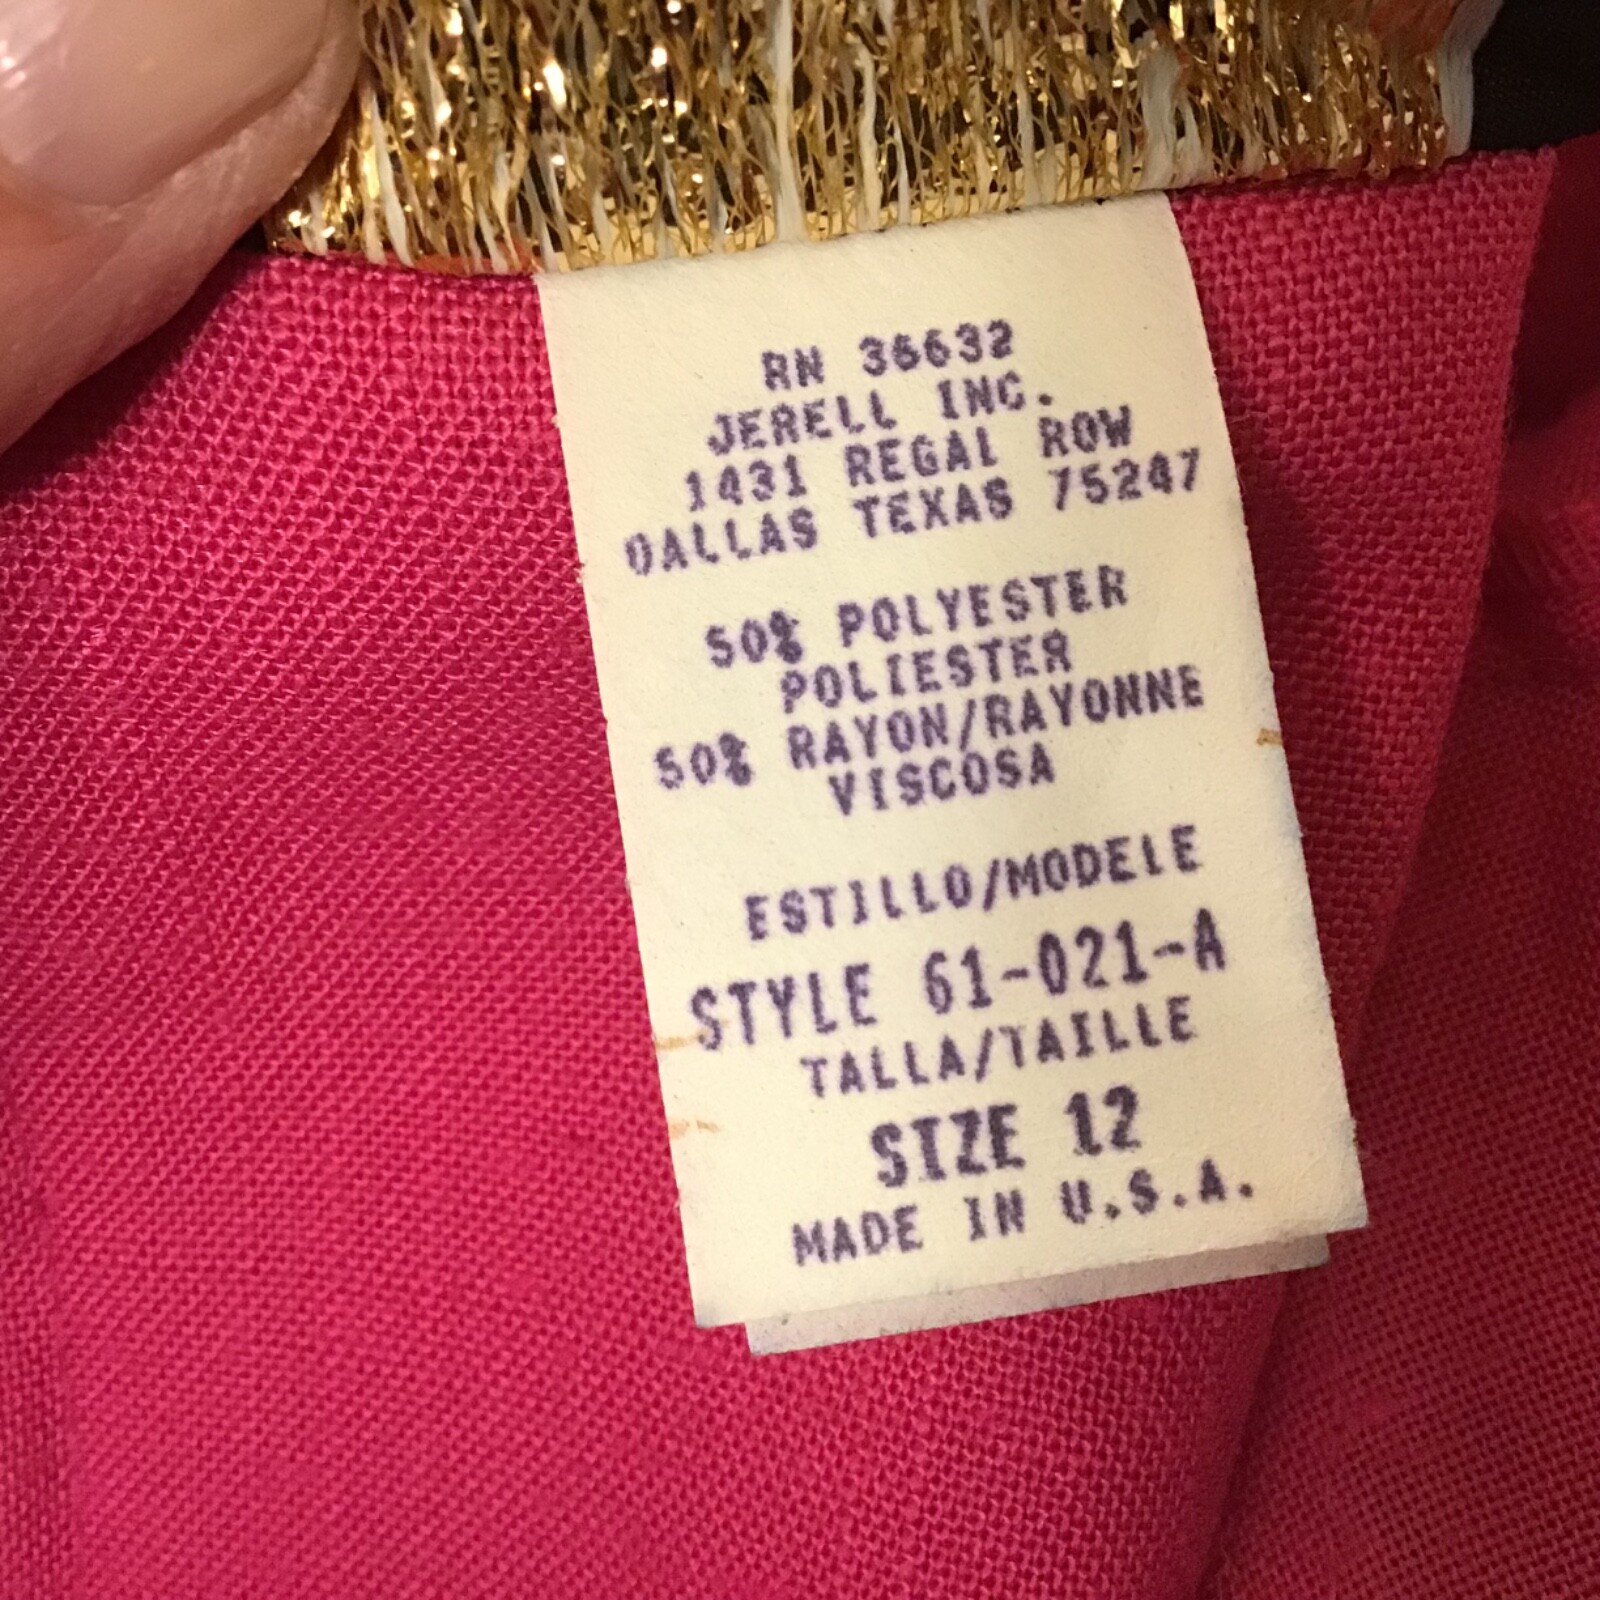 RN 36632
JERELL INC.
1431 REGAL ROW
DALLAS TEXAS 75247
50% POLYESTER
POLIESTER
50% RAYON/RAYONNE
VISCOSA
ESTILLO/MODELE
STYLE 61-021-A
TALLA/TAILLE
SIZE 12
MADE IN U.S.A.